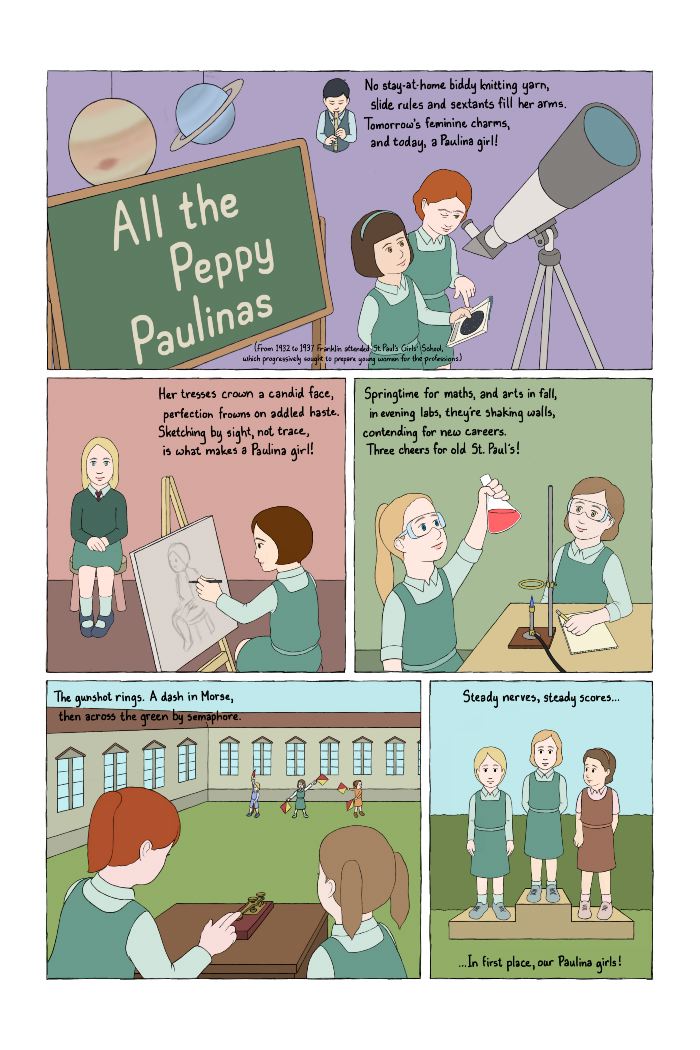 No stay-at-home biddy knitting yarn,
slide rules and sextants fill her arms.
Tomorrow's feminine charms,
and today, a Paulina girl!
All the
Peppy
Paulinas
(From 1932 to 1937 Franklin attended St Paul's Girls' School,
which progressively sought to prepare young women for the professions.)
Her tresses crown a candid face,
perfection frowns on addled haste.
Sketching by sight, not trace,
is what makes a Paulina girl!
Springtime for maths, and arts in fall,
in evening labs, they're shaking walls,
contending for new careers.
Three cheers for old St. Paul's!
The gunshot rings. A dash in Morse,
then across the green by semaphore.
Steady nerves, steady scores...
...In first place, our Paulina girls!